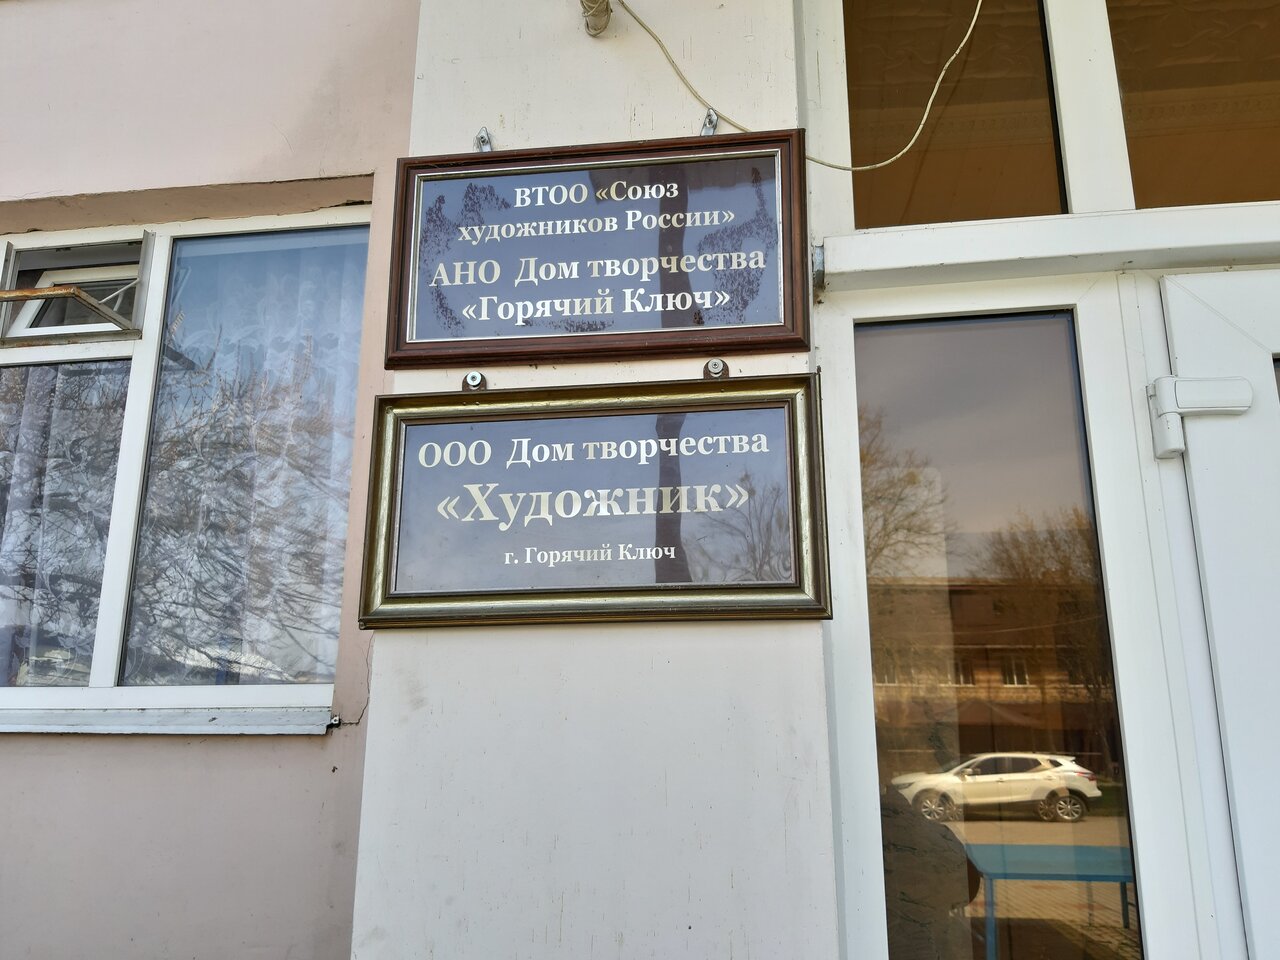 ВТОО «Союз
художников России»
АНО Дом творчества
«Горячий Ключ»
ООО Дом творчества
«Художник»
г. Горячий Ключ